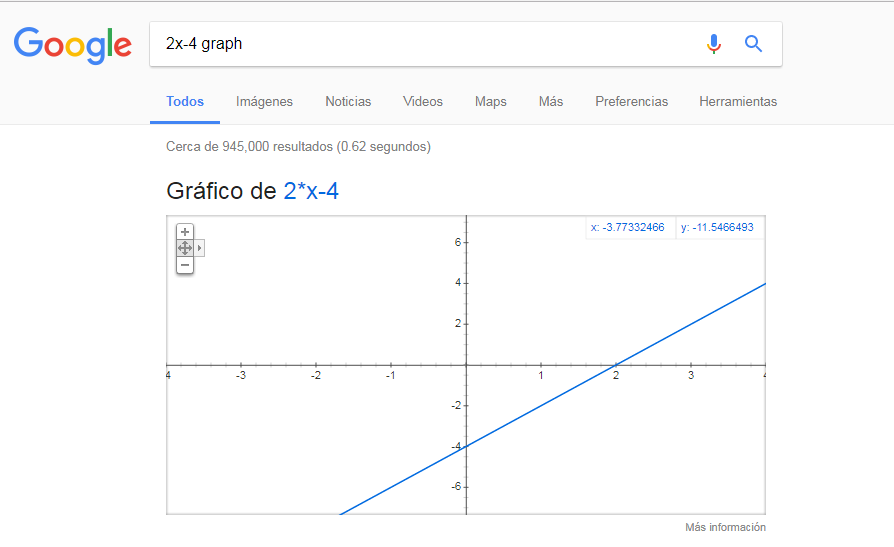 Google
2x-4 graph
Todos Imágenes Noticias Videos Maps Más Preferencias Herramientas
Cerca de 945,000 resultados (0.62 segundos)
Gráfico de 2*x-4
x: -3.77332466 y: -11.5466493
6
4
2
4 -3 -2 -1 1 2 3 4
-2
-4
-6
Más información